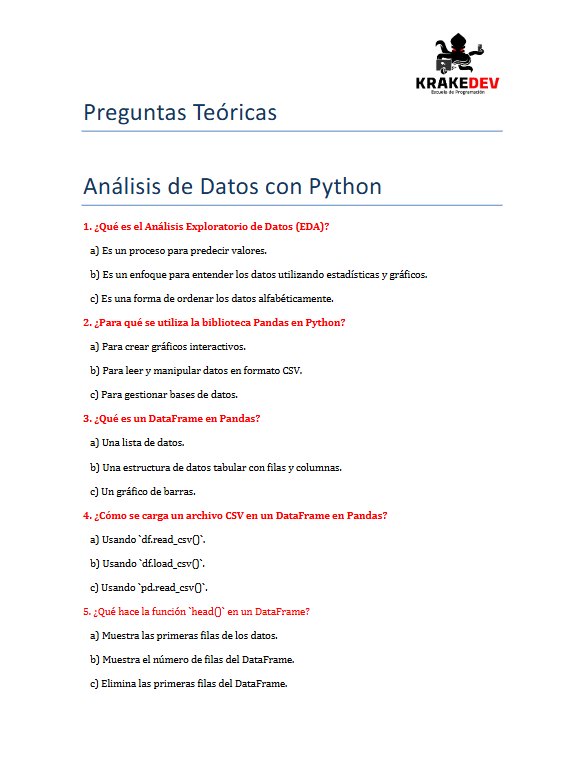 KRAKEDEV
Escuela de Programación
Preguntas Teóricas
Análisis de Datos con Python
1. ¿Qué es el Análisis Exploratorio de Datos (EDA)?
a) Es un proceso para predecir valores.
b) Es un enfoque para entender los datos utilizando estadísticas y gráficos.
c) Es una forma de ordenar los datos alfabéticamente.
2. ¿Para qué se utiliza la biblioteca Pandas en Python?
a) Para crear gráficos interactivos.
b) Para leer y manipular datos en formato CSV.
c) Para gestionar bases de datos.
3. ¿Qué es un DataFrame en Pandas?
a) Una lista de datos.
b) Una estructura de datos tabular con filas y columnas.
c) Un gráfico de barras.
4. ¿Cómo se carga un archivo CSV en un DataFrame en Pandas?
a) Usando `df.read_csv()`.
b) Usando `df.load_csv()`.
c) Usando `pd.read_csv()`.
5. ¿Qué hace la función `head()` en un DataFrame?
a) Muestra las primeras filas de los datos.
b) Muestra el número de filas del DataFrame.
c) Elimina las primeras filas del DataFrame.